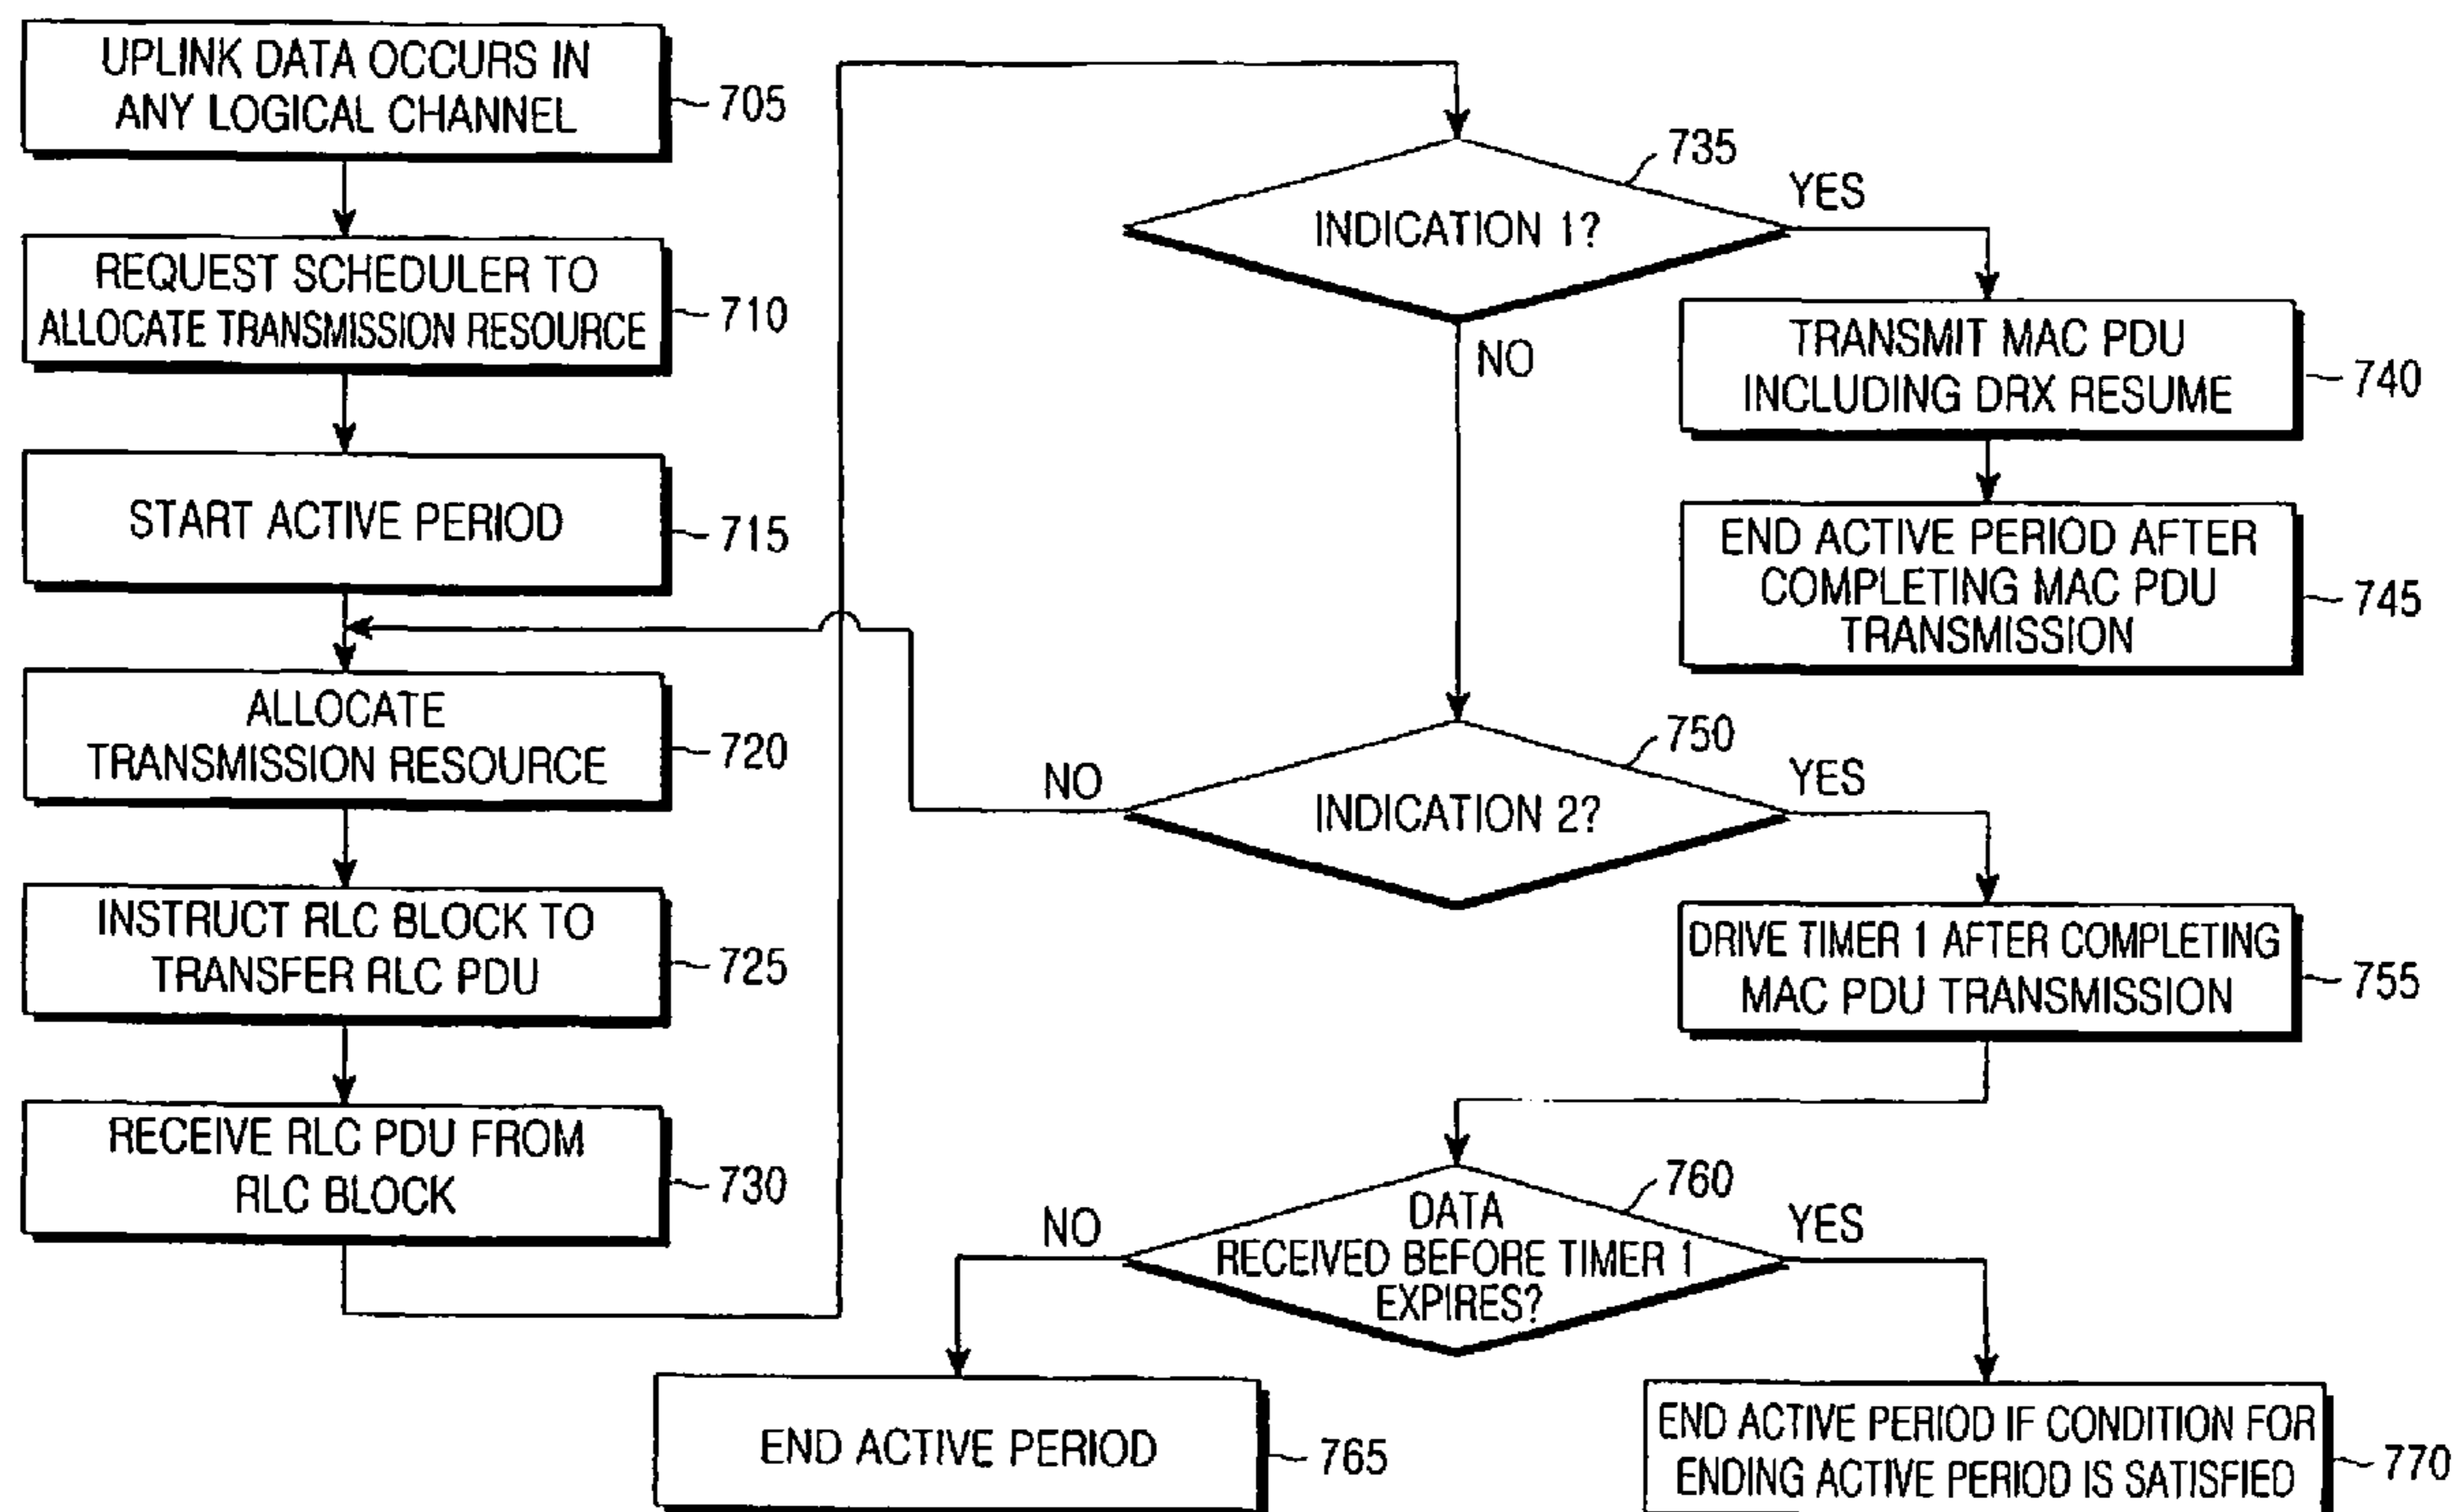 UPLINK DATA OCCURS IN
ANY LOGICAL CHANNEL
705
REQUEST SCHEDULER TO
ALLOCATE TRANSMISSION RESOURCE
710
START ACTIVE PERIOD
715
ALLOCATE
TRANSMISSION RESOURCE
720
INSTRUCT RLC BLOCK TO
TRANSFER RLC PDU
725
RECEIVE RLC PDU FROM
RLC BLOCK
730
735
INDICATION 1?
YES
NO
TRANSMIT MAC PDU
INCLUDING DRX RESUME
740
END ACTIVE PERIOD AFTER
COMPLETING MAC PDU
TRANSMISSION
745
750
INDICATION 2?
NO
YES
DRIVE TIMER 1 AFTER COMPLETING
MAC PDU TRANSMISSION
755
760
DATA
RECEIVED BEFORE TIMER 1
EXPIRES?
NO
YES
END ACTIVE PERIOD
765
END ACTIVE PERIOD IF CONDITION FOR
ENDING ACTIVE PERIOD IS SATISFIED
770